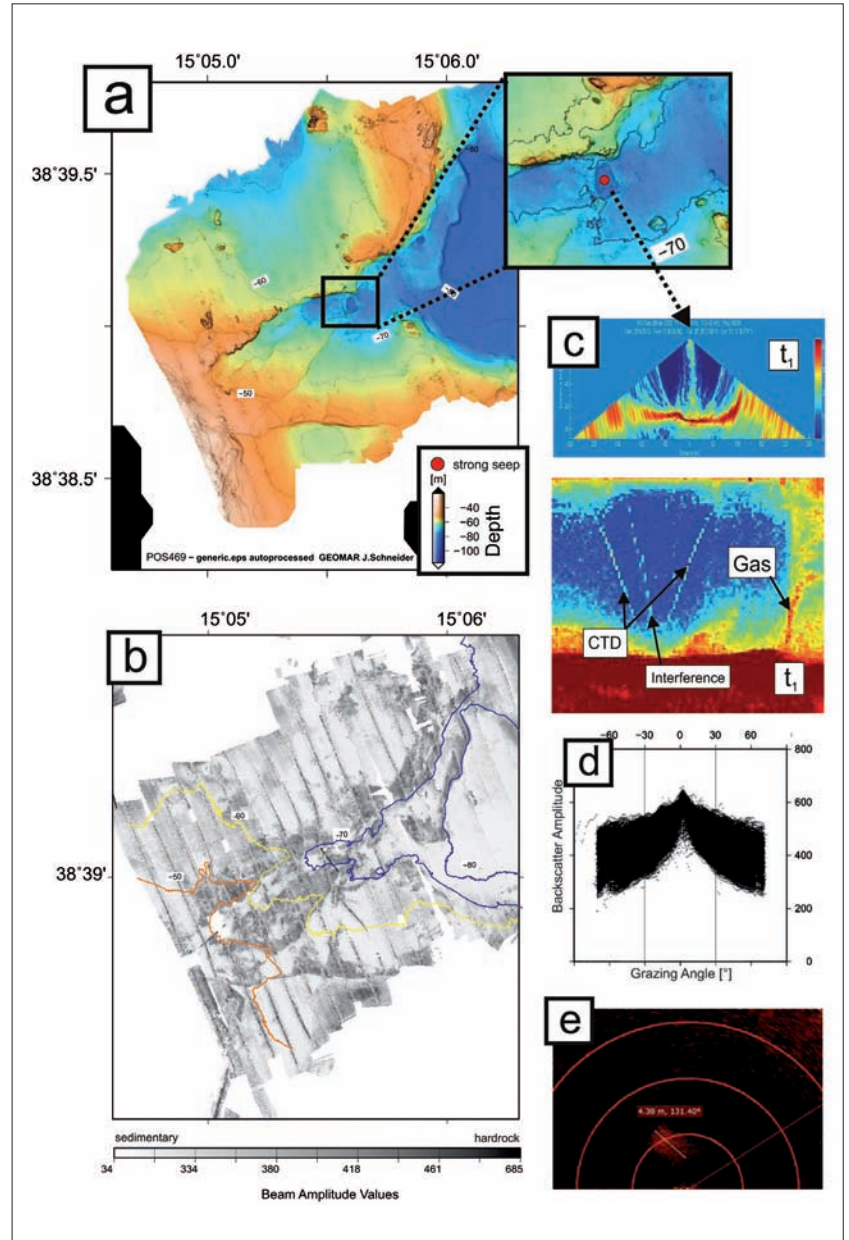 15°05.0'
15°06.0'
a
38°39.5'
38°38.5'
−60
−60
−70
−50
−70
strong seep
[m]
−40
−60
−80
−100
Depth
POS469 − generic.eps autoprocessed GEOMAR J.Schneider
c
t1
Gas
CTD
Interference
t1
15°05'
15°06'
b
38°39'
−60
−70
−50
−80
sedimentary
hardrock
34
334
380
418
461
685
Beam Amplitude Values
d
−60
−30
0
30
60
800
600
400
200
0
Backscatter Amplitude
Grazing Angle [°]
e
4.39 m, 131.40°